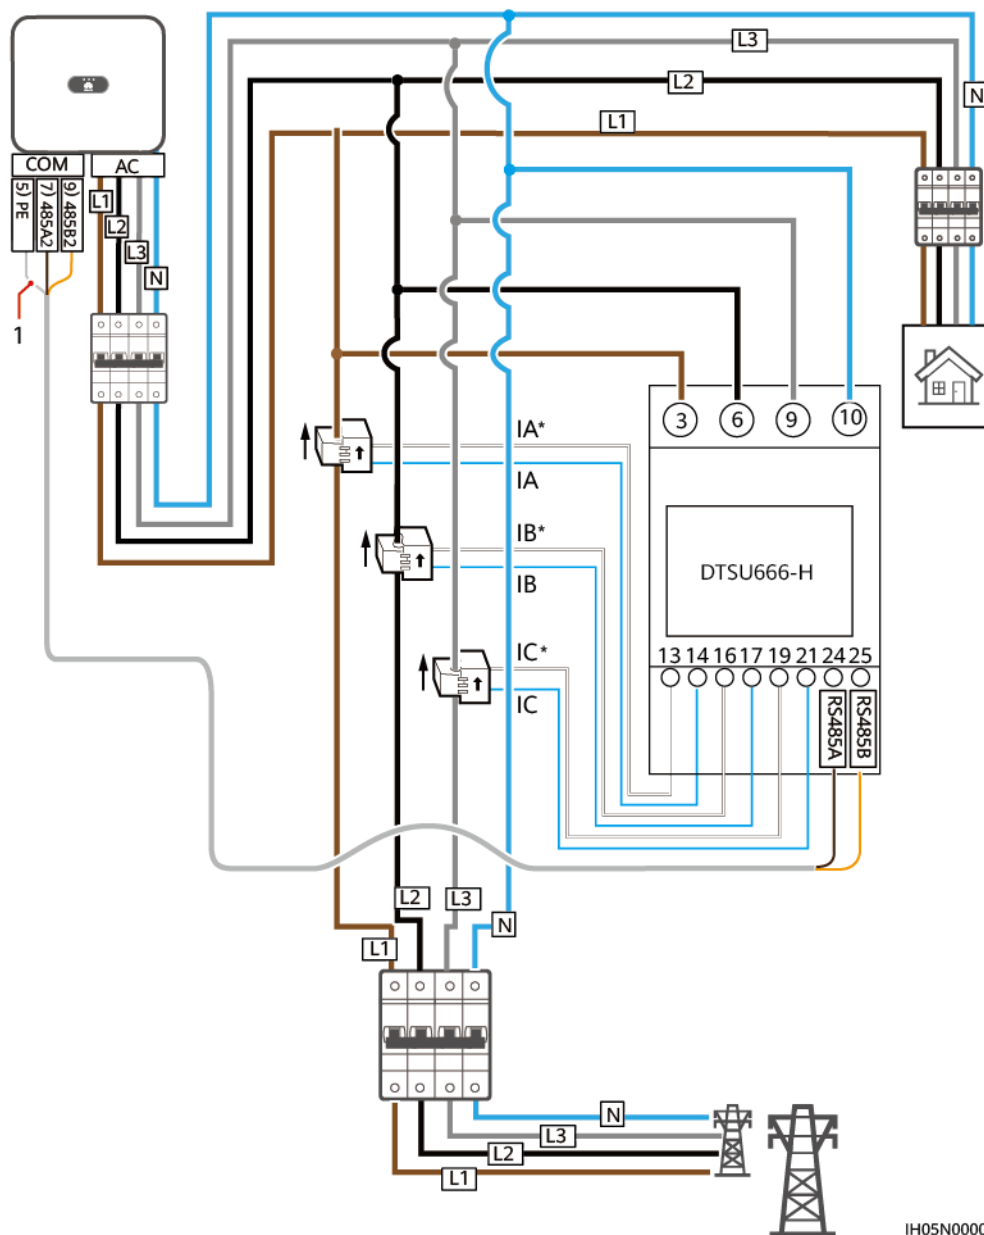 L3
L2
N
L1
COM
AC
5) PE
7) 485A2
9) 485B2
L1
L2
L3
N
1
3
6
9
10
IA*
IA
IB*
IB
DTSU666-H
IC*
IC
13 14 16 17 19 21 24 25
RS485A
RS485B
L2
L3
N
L1
N
L3
L2
L1
IH05N0000